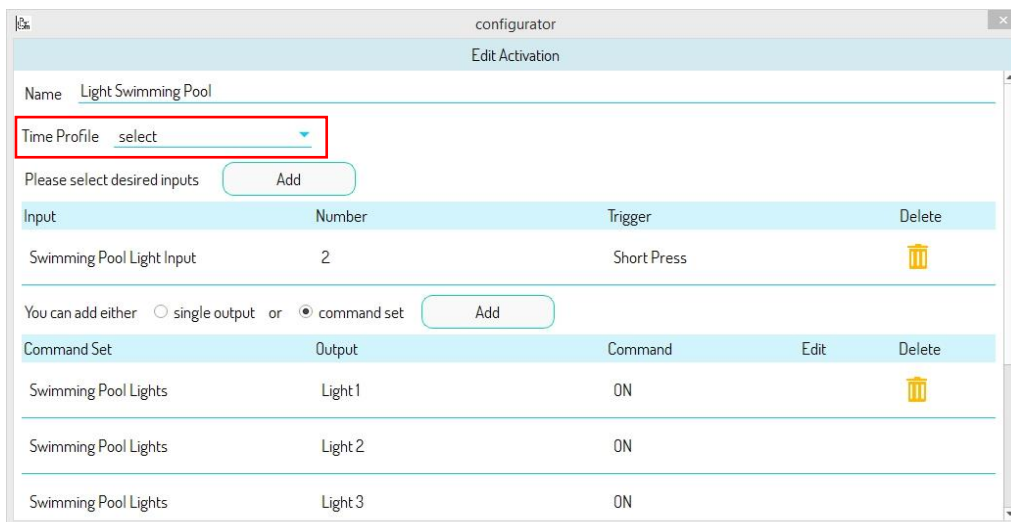 configurator
Edit Activation
Name Light Swimming Pool
Time Profile select
Please select desired inputs Add
Input Number Trigger Delete
Swimming Pool Light Input 2 Short Press
You can add either single output or command set Add
Command Set Output Command Edit Delete
Swimming Pool Lights Light 1 ON
Swimming Pool Lights Light 2 ON
Swimming Pool Lights Light 3 ON